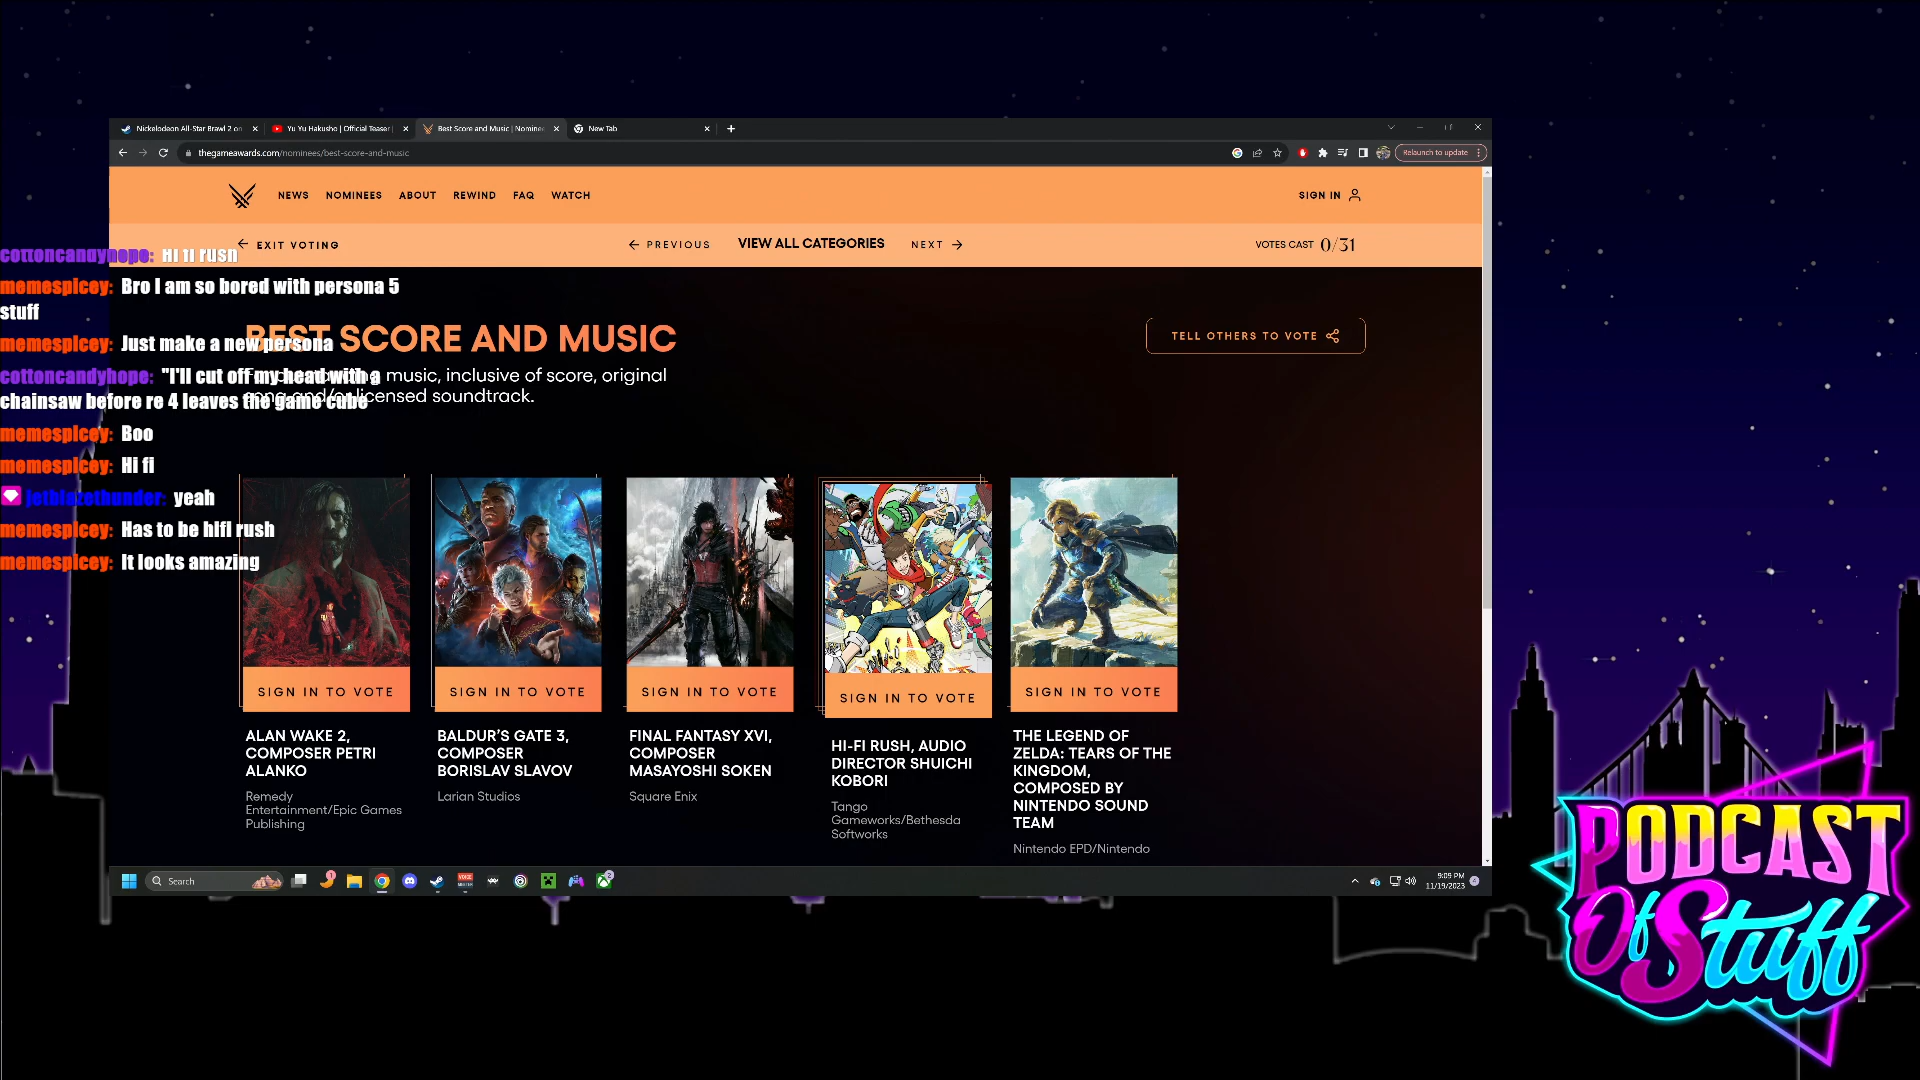 Nickelodeon All-Star Brawl 2 on
Yu Yu Hakusho | Official Teaser |
Best Score and Music | Nominee
New Tab
thegameawards.com/nominees/best-score-and-music
Relaunch to update
NEWS
NOMINEES
ABOUT
REWIND
FAQ
WATCH
SIGN IN
EXIT VOTING
PREVIOUS
VIEW ALL CATEGORIES
NEXT
VOTES CAST 0/31
cottoncandyhope: Hi fi rush
memespicey: Bro I am so bored with persona 5
stuff
memespicey: Just make a new persona
cottoncandyhope: "I'll cut off my head with a
chainsaw before re 4 leaves the game cube
memespicey: Boo
memespicey: Hi fi
jetblazethunder: yeah
memespicey: Has to be hifi rush
memespicey: It looks amazing
BEST SCORE AND MUSIC
music, inclusive of score, original
licensed soundtrack.
TELL OTHERS TO VOTE
SIGN IN TO VOTE
ALAN WAKE 2,
COMPOSER PETRI
ALANKO
Remedy
Entertainment/Epic Games
Publishing
SIGN IN TO VOTE
BALDUR'S GATE 3,
COMPOSER
BORISLAV SLAVOV
Larian Studios
SIGN IN TO VOTE
FINAL FANTASY XVI,
COMPOSER
MASAYOSHI SOKEN
Square Enix
SIGN IN TO VOTE
HI-FI RUSH, AUDIO
DIRECTOR SHUICHI
KOBORI
Tango
Gameworks/Bethesda
Softworks
SIGN IN TO VOTE
THE LEGEND OF
ZELDA: TEARS OF THE
KINGDOM,
COMPOSED BY
NINTENDO SOUND
TEAM
Nintendo EPD/Nintendo
Search
9:09 PM
11/19/2023
PODCAST
Of Stuff